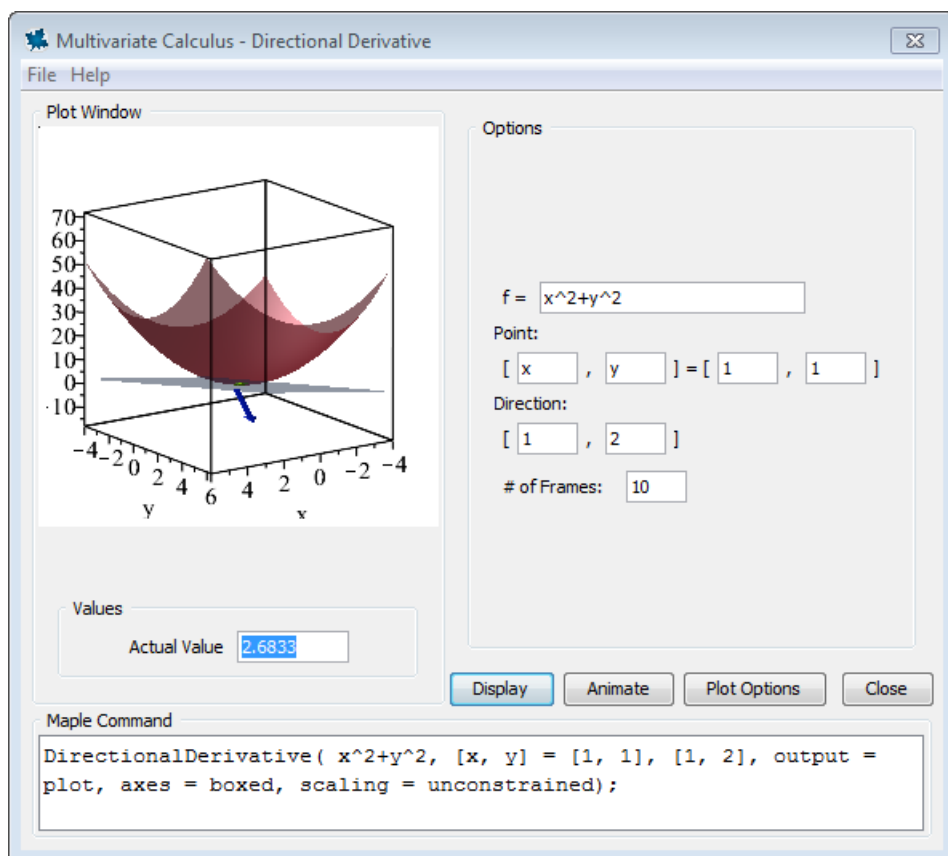 Multivariate Calculus - Directional Derivative
File Help
Plot Window
70
60
50
40
30
20
10
0
-10
-4 -2 0 2 4 6 4 2 0 -2 -4
y x
Values
Actual Value 2.6833
Options
f = x^2+y^2
Point:
[ x , y ] = [ 1 , 1 ]
Direction:
[ 1 , 2 ]
# of Frames: 10
Display Animate Plot Options Close
Maple Command
DirectionalDerivative( x^2+y^2, [x, y] = [1, 1], [1, 2], output =
plot, axes = boxed, scaling = unconstrained);